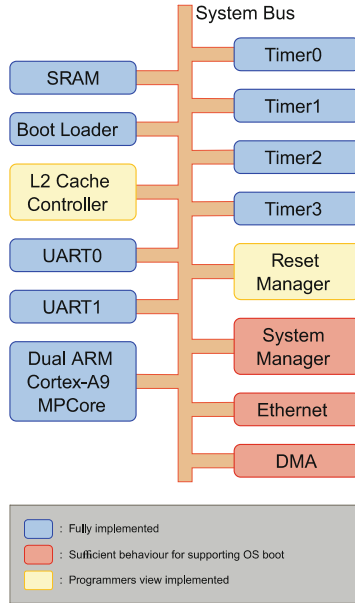 System Bus
SRAM
Boot Loader
L2 Cache
Controller
UART0
UART1
Dual ARM
Cortex-A9
MPCore
Timer0
Timer1
Timer2
Timer3
Reset
Manager
System
Manager
Ethernet
DMA
: Fully implemented
: Sufficient behaviour for supporting OS boot
: Programmers view implemented